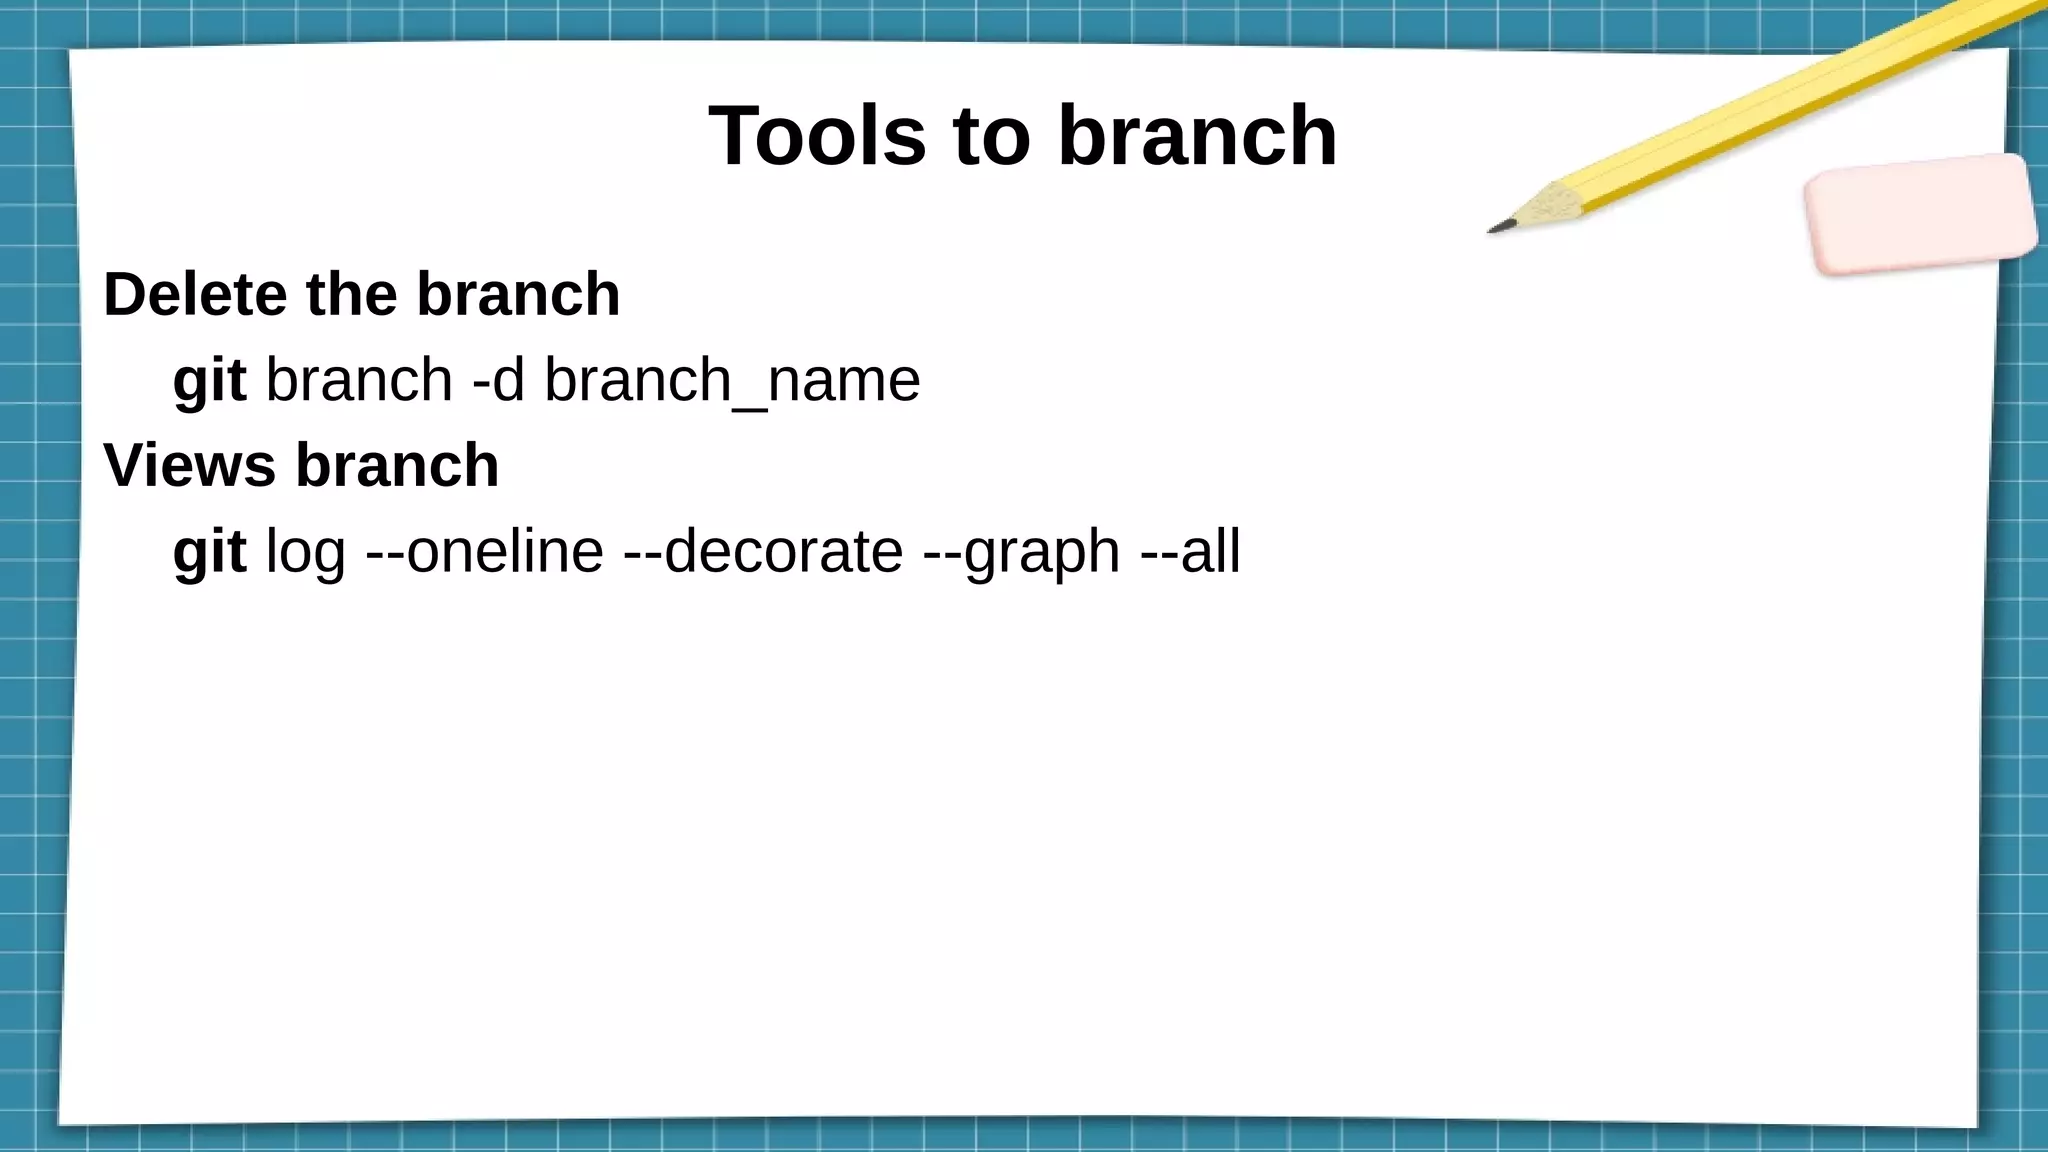 Tools to branch
Delete the branch
git branch -d branch_name
Views branch
git log --oneline --decorate --graph --all